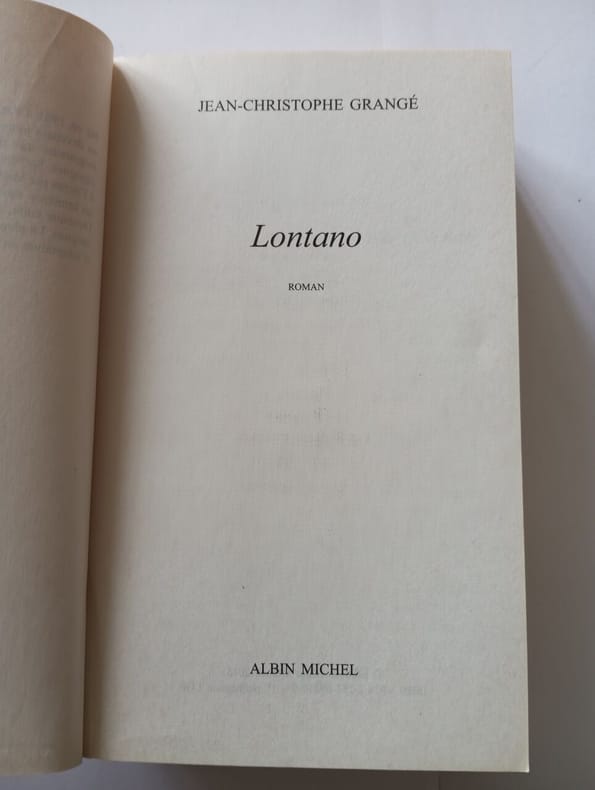 JEAN-CHRISTOPHE GRANGÉ
Lontano
ROMAN
ALBIN MICHEL